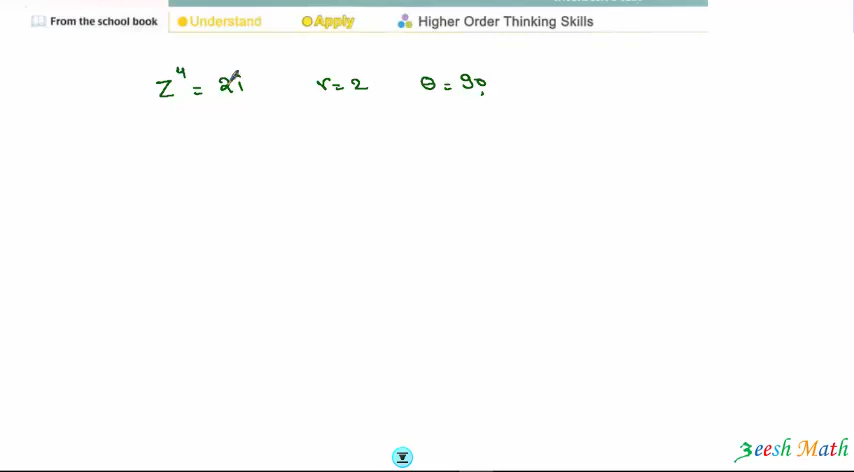 From the school book Understand Apply Higher Order Thinking Skills
Z⁴ = 2i r = 2 θ = 90
Zeesh Math